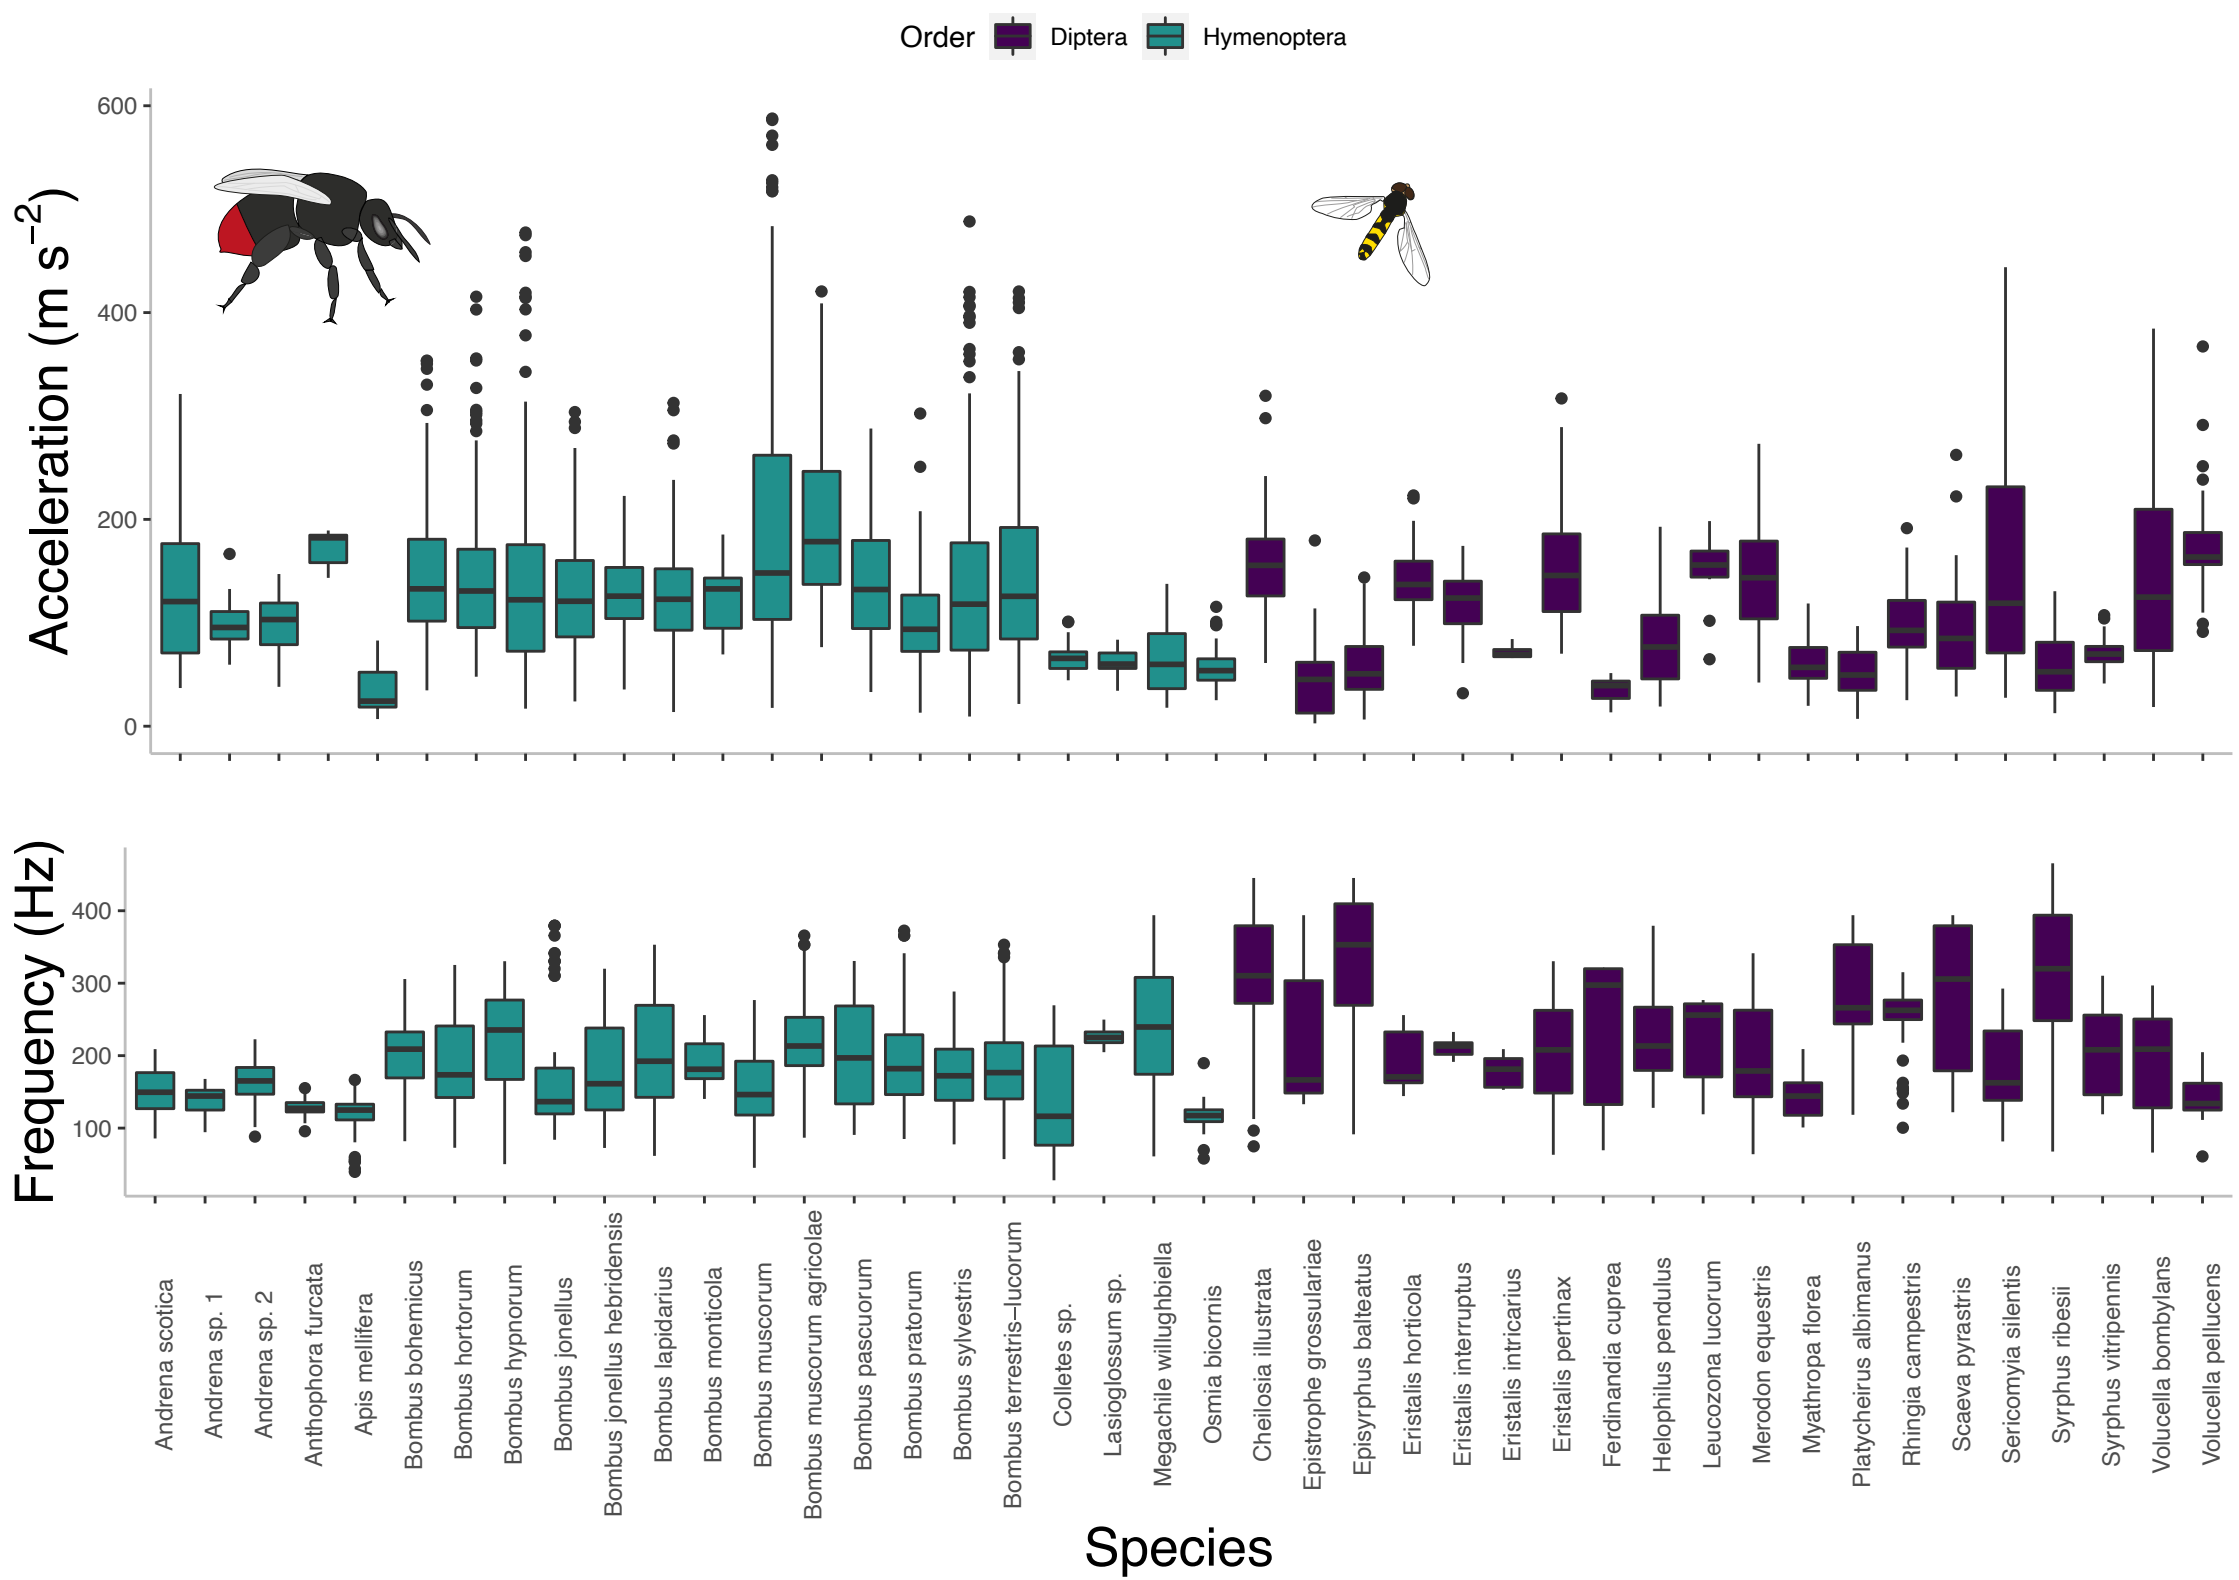 Order Diptera Hymenoptera
Acceleration (m s⁻²)
600
400
200
0
Frequency (Hz)
400
300
200
100
Andrena scotica
Andrena sp. 1
Andrena sp. 2
Anthophora furcata
Apis mellifera
Bombus bohemicus
Bombus hortorum
Bombus hypnorum
Bombus jonellus
Bombus jonellus hebridensis
Bombus lapidarius
Bombus monticola
Bombus muscorum
Bombus muscorum agricolae
Bombus pascuorum
Bombus pratorum
Bombus sylvestris
Bombus terrestris−lucorum
Colletes sp.
Lasioglossum sp.
Megachile willughbiella
Osmia bicornis
Cheilosia illustrata
Epistrophe grossulariae
Episyrphus balteatus
Eristalis horticola
Eristalis interruptus
Eristalis intricarius
Eristalis pertinax
Ferdinandia cuprea
Helophilus pendulus
Leucozona lucorum
Merodon equestris
Myathropa florea
Platycheirus albimanus
Rhingia campestris
Scaeva pyrastris
Sericomyia silentis
Syrphus ribesii
Syrphus vitripennis
Volucella bombylans
Volucella pellucens
Species